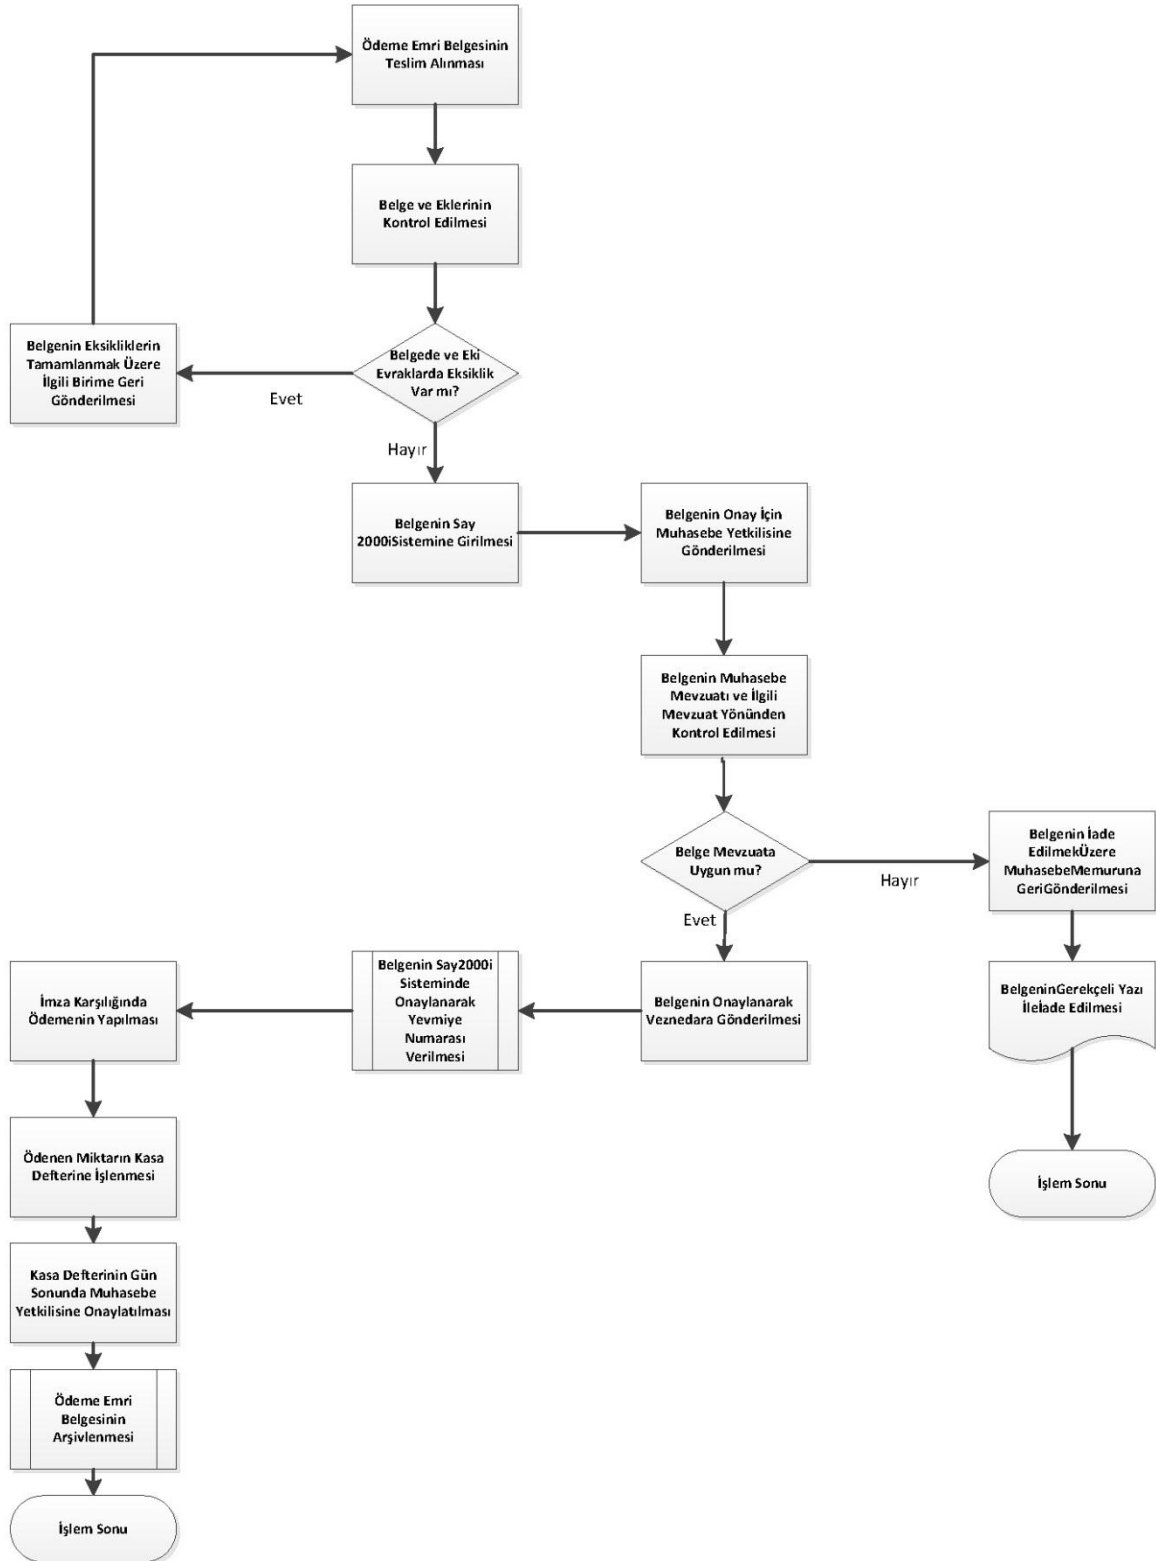 Ödeme Emri Belgesinin
Teslim Alınması
Belge ve Eklerinin
Kontrol Edilmesi
Belgenin Eksikliklerin
Tamamlanmak Üzere
İlgili Birime Geri
Gönderilmesi
Evet
Belgede ve Eki
Evraklarda Eksiklik
Var mı?
Hayır
Belgenin Say
2000iSistemine Girilmesi
Belgenin Onay İçin
Muhasebe Yetkilisine
Gönderilmesi
Belgenin Muhasebe
Mevzuatı ve İlgili
Mevzuat Yönünden
Kontrol Edilmesi
Belge Mevzuata
Uygun mu?
Hayır
Belgenin İade
EdilmekÜzere
MuhasebeMemuruna
GeriGönderilmesi
Evet
BelgeninGerekçeli Yazı
İleİade Edilmesi
İşlem Sonu
Belgenin Onaylanarak
Veznedara Gönderilmesi
Belgenin Say2000i
Sisteminde
Onaylanarak
Yevmiye
Numarası
Verilmesi
İmza Karşılığında
Ödemenin Yapılması
Ödenen Miktarın Kasa
Defterine İşlenmesi
Kasa Defterinin Gün
Sonunda Muhasebe
Yetkilisine Onaylatılması
Ödeme Emri
Belgesinin
Arşivlenmesi
İşlem Sonu